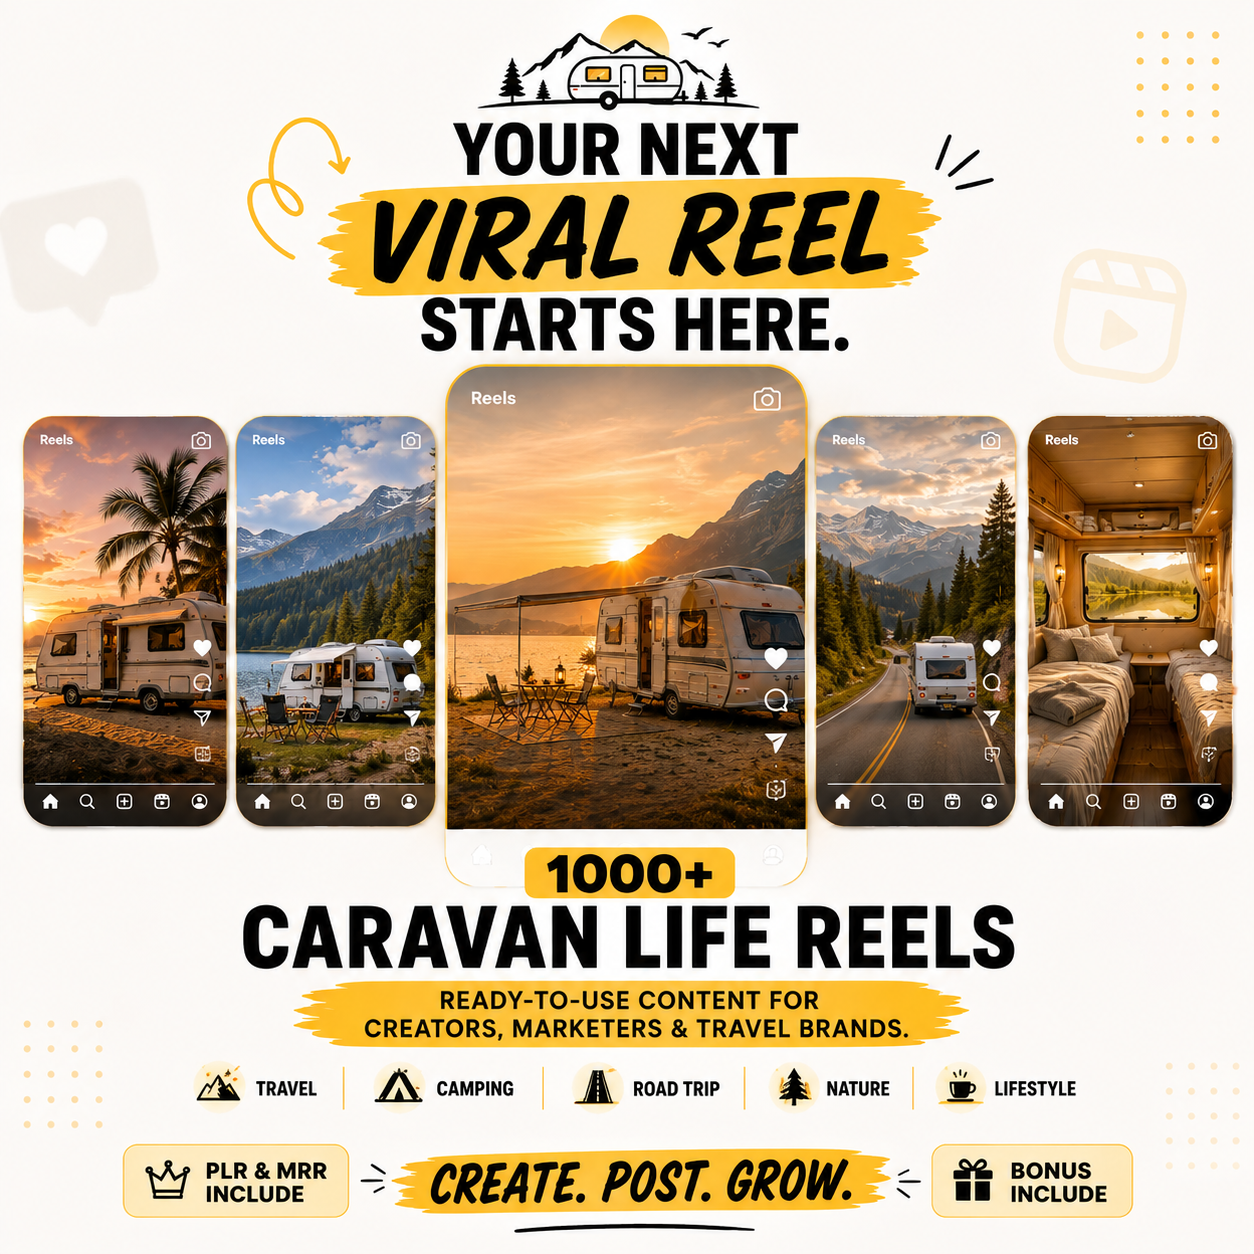 YOUR NEXT
VIRAL REEL
STARTS HERE.
Reels
Reels
Reels
Reels
Reels
1000+
CARAVAN LIFE REELS
READY-TO-USE CONTENT FOR
CREATORS, MARKETERS & TRAVEL BRANDS.
TRAVEL
CAMPING
ROAD TRIP
NATURE
LIFESTYLE
PLR & MRR
INCLUDE
CREATE. POST. GROW.
BONUS
INCLUDE